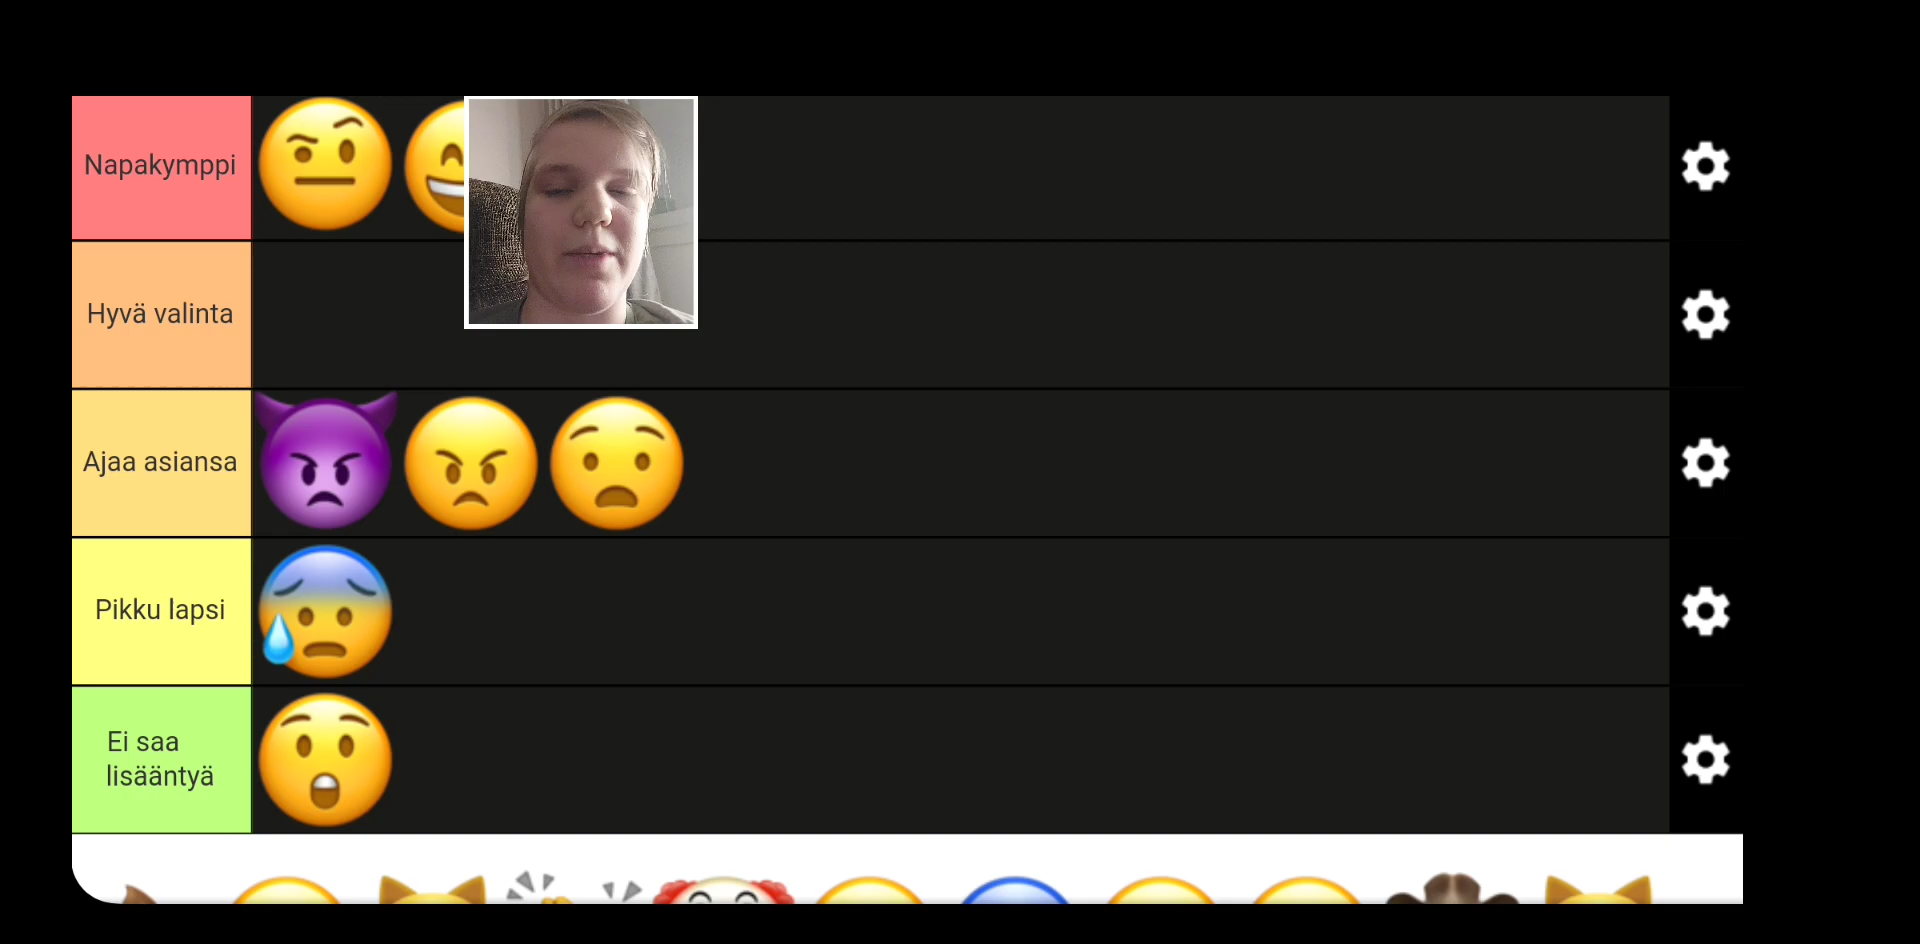 Napakymppi
Hyvä valinta
Ajaa asiansa
Pikku lapsi
Ei saa
lisääntyä